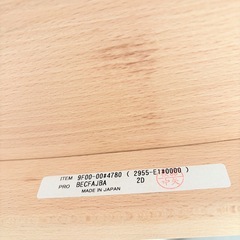 ITEM 9F00-00#4780 ( 2955-E1#0000 )
PRO BECFAJBA 2D
MADE IN JAPAN